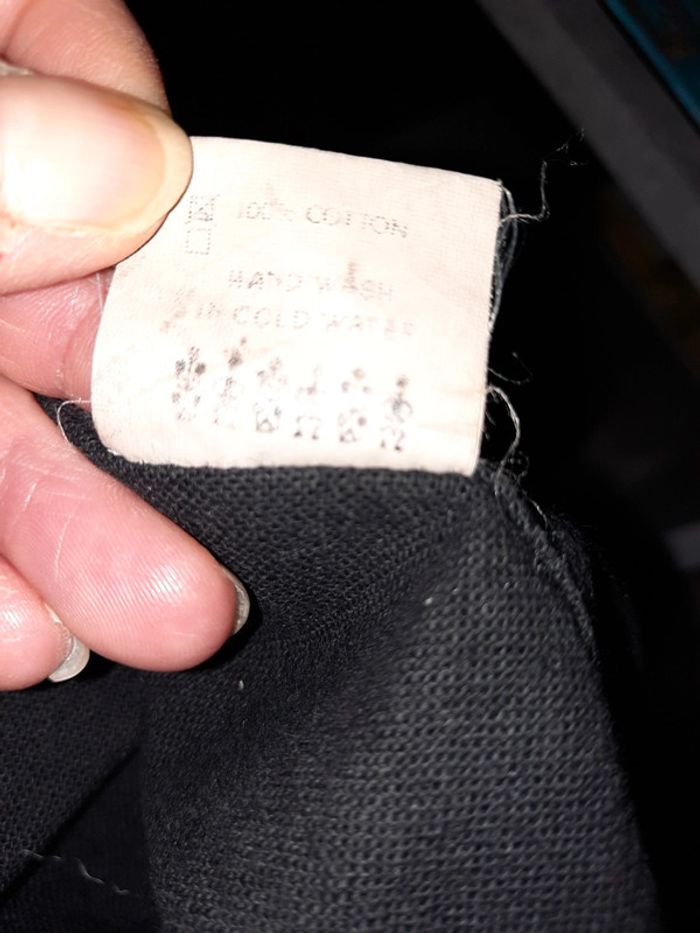 100% COTTON
HAND WASH
IN COLD WATER